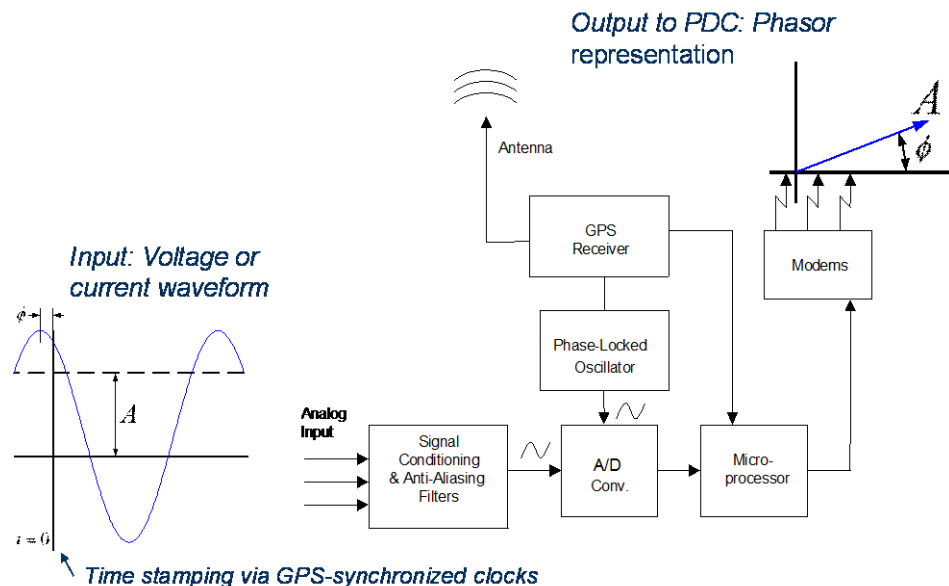 Output to PDC: Phasor
representation
A
ϕ
Antenna
GPS
Receiver
Modems
Input: Voltage or
current waveform
ϕ
A
Phase-Locked
Oscillator
Analog
Input
Signal
Conditioning
& Anti-Aliasing
Filters
A/D
Conv.
Micro-
processor
Time stamping via GPS-synchronized clocks